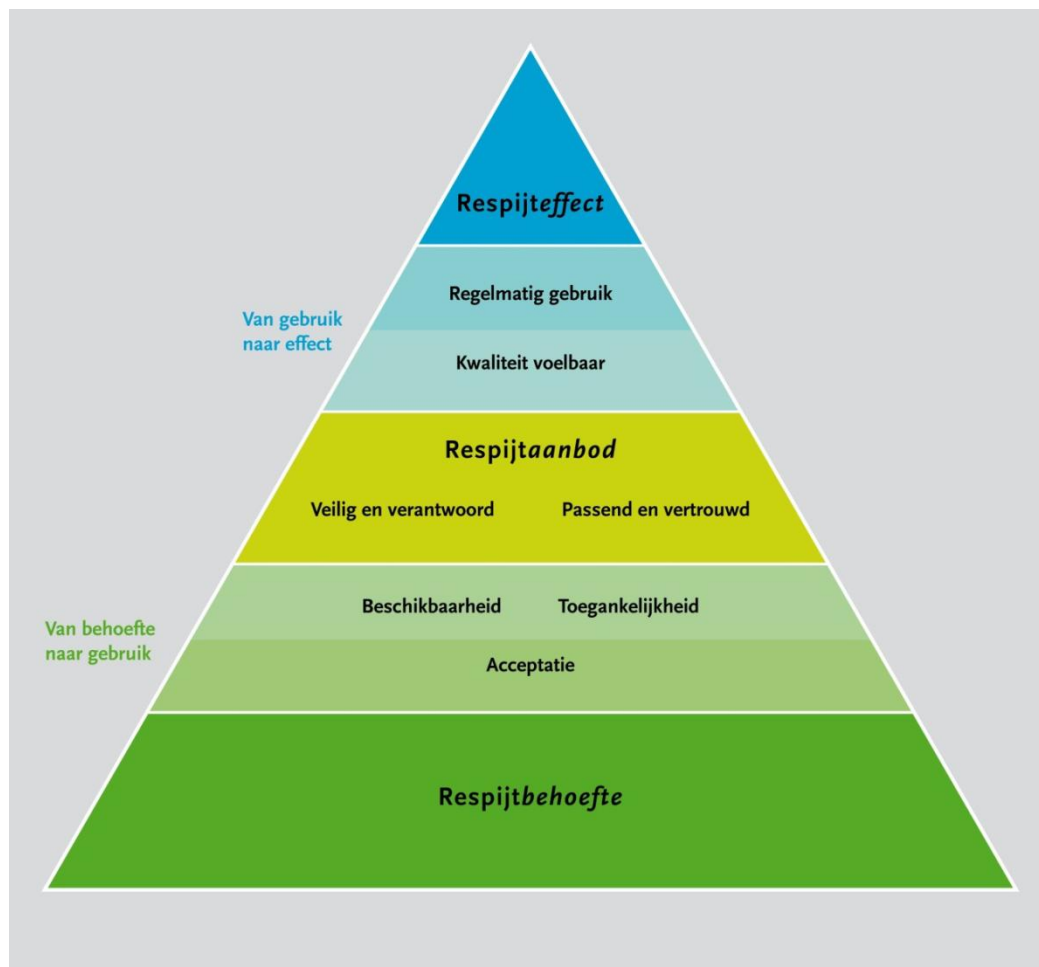 Respijteffect
Regelmatig gebruik
Van gebruik
naar effect
Kwaliteit voelbaar
Respijtaanbod
Veilig en verantwoord
Passend en vertrouwd
Beschikbaarheid
Toegankelijkheid
Van behoefte
naar gebruik
Acceptatie
Respijtbehoefte